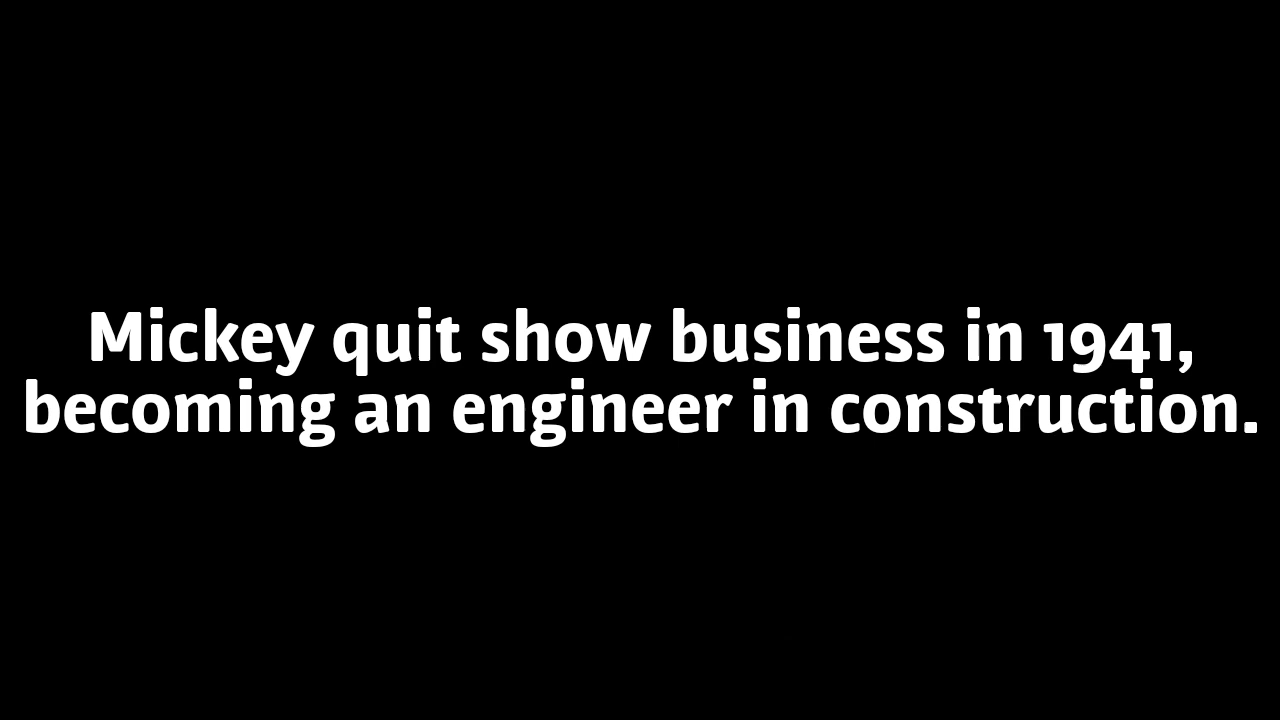 Mickey quit show business in 1941,
becoming an engineer in construction.